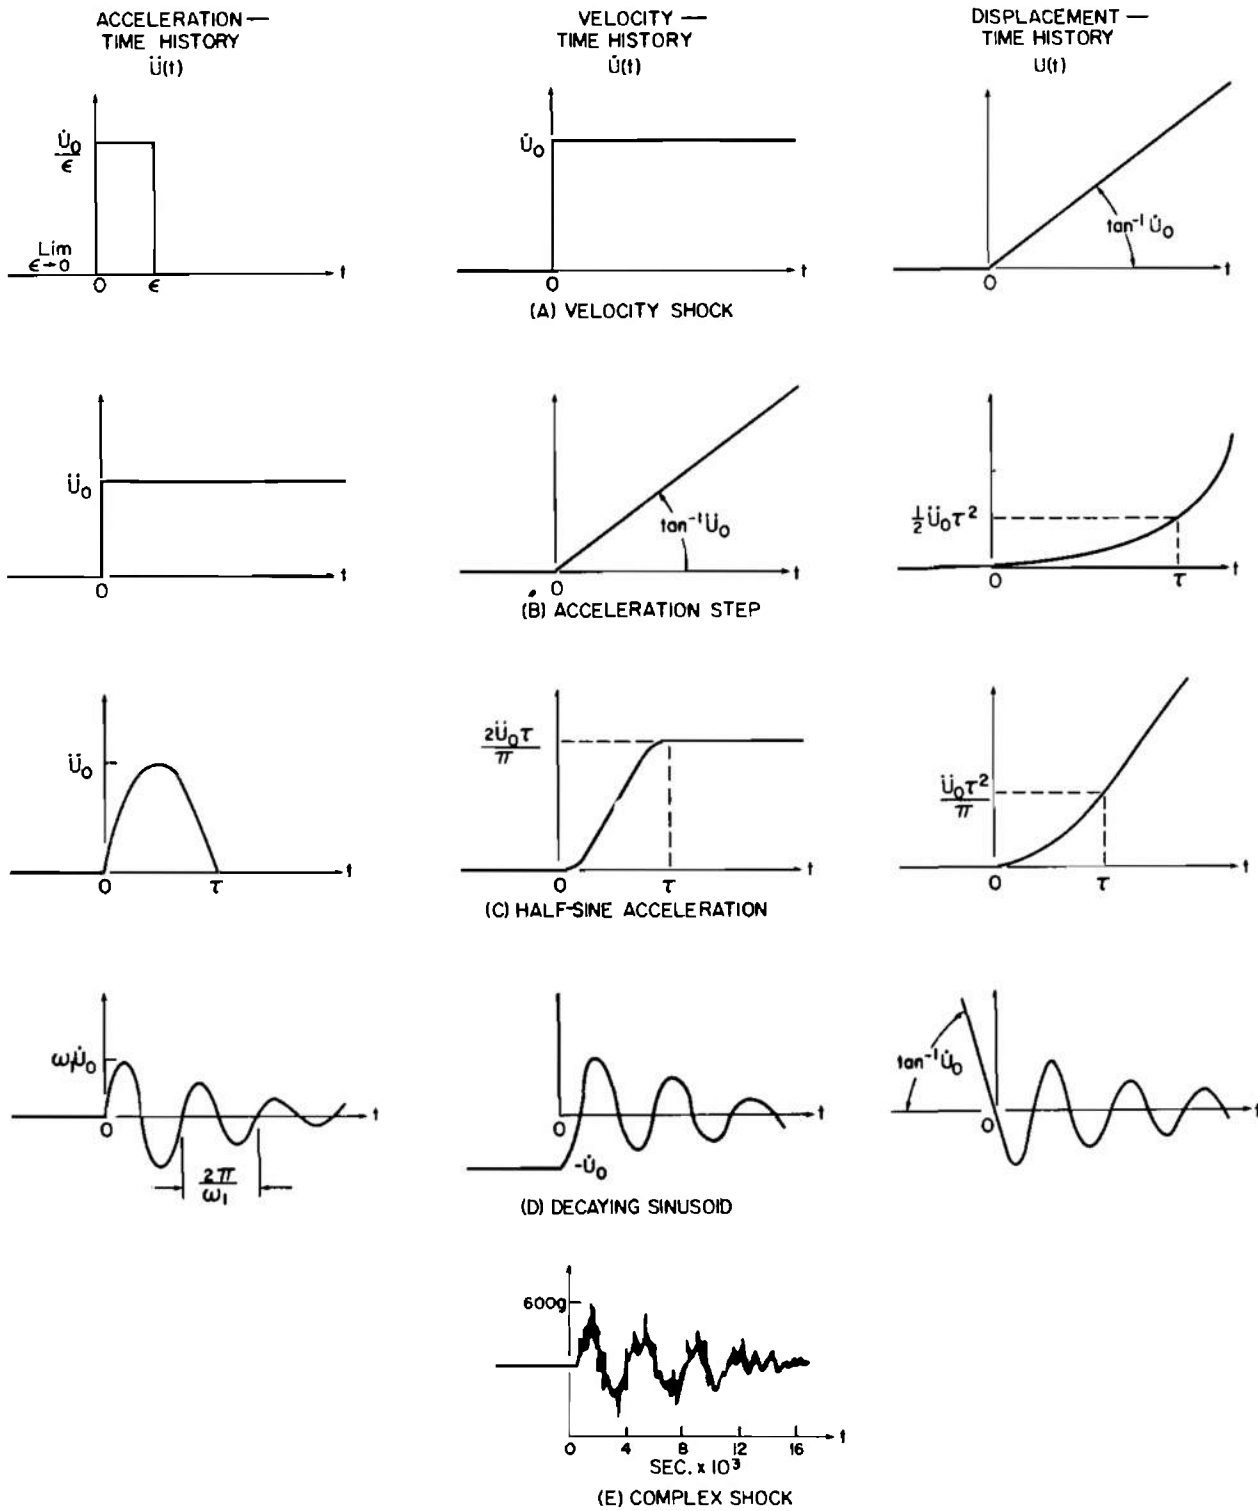 ACCELERATION—
TIME HISTORY
Ü(t)
VELOCITY —
TIME HISTORY
U̇(t)
DISPLACEMENT —
TIME HISTORY
U(t)
U̇₀
ϵ
Lim
ϵ→0
0
ϵ
t
U̇₀
0
t
tan⁻¹ U̇₀
0
t
(A) VELOCITY SHOCK
Ü₀
0
t
tan⁻¹ Ü₀
0
t
½ Ü₀τ²
0
τ
t
(B) ACCELERATION STEP
Ü₀
0
τ
t
2Ü₀τ
π
0
τ
t
Ü₀τ²
π
0
τ
t
(C) HALF-SINE ACCELERATION
ω₁U̇₀
0
t
2π
ω₁
0
t
-U̇₀
tan⁻¹ U̇₀
0
t
(D) DECAYING SINUSOID
600g
t
0 4 8 12 16
SEC. x 10³
(E) COMPLEX SHOCK